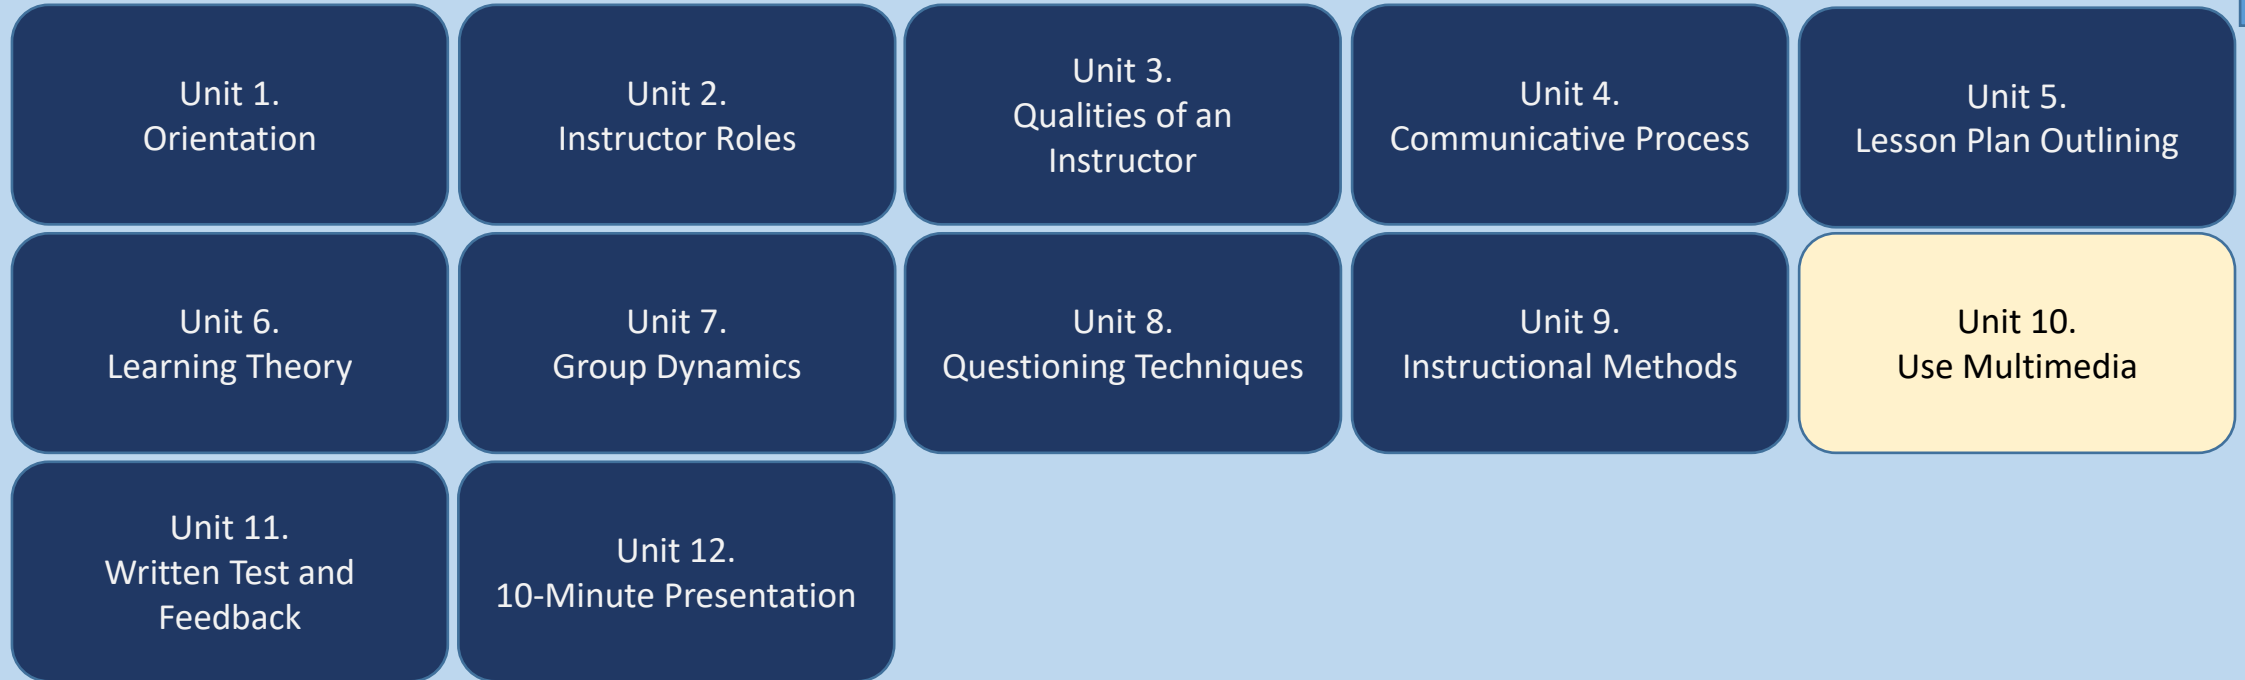 Unit 1.
Orientation
Unit 2.
Instructor Roles
Unit 3.
Qualities of an
Instructor
Unit 4.
Communicative Process
Unit 5.
Lesson Plan Outlining
Unit 6.
Learning Theory
Unit 7.
Group Dynamics
Unit 8.
Questioning Techniques
Unit 9.
Instructional Methods
Unit 10.
Use Multimedia
Unit 11.
Written Test and
Feedback
Unit 12.
10-Minute Presentation